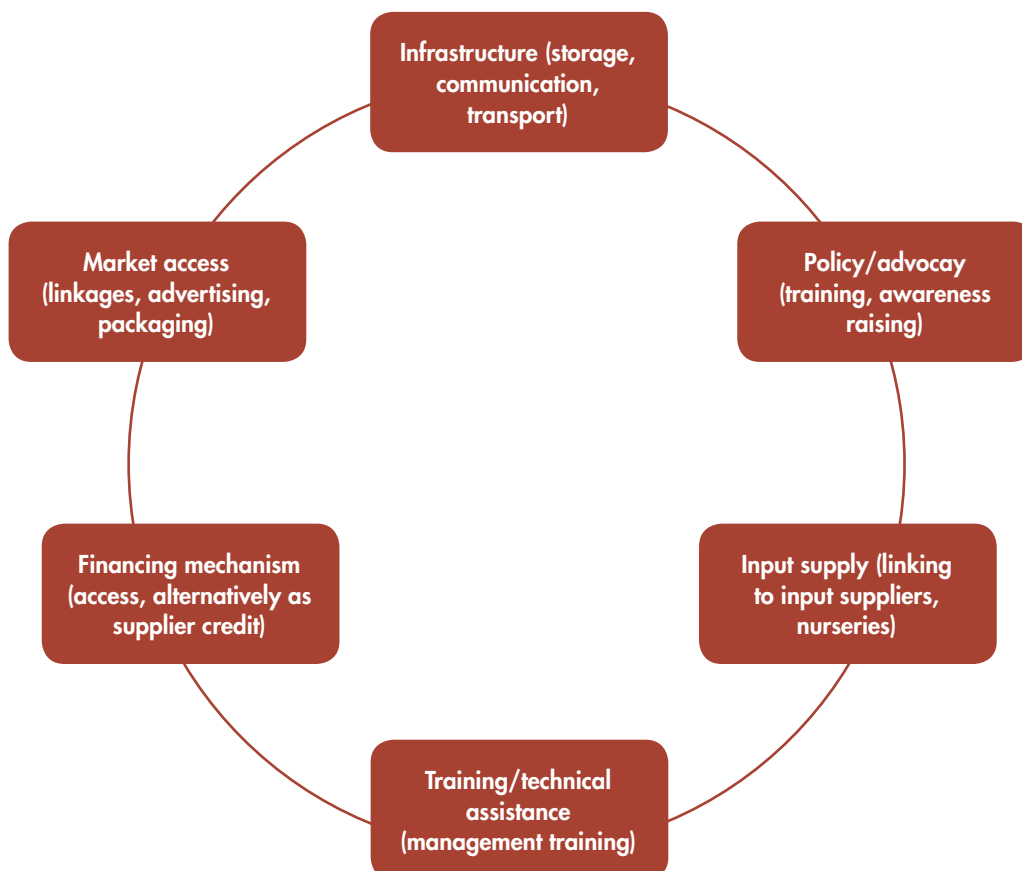 Infrastructure (storage,
communication,
transport)
Market access
(linkages, advertising,
packaging)
Policy/advocay
(training, awareness
raising)
Financing mechanism
(access, alternatively as
supplier credit)
Input supply (linking
to input suppliers,
nurseries)
Training/technical
assistance
(management training)